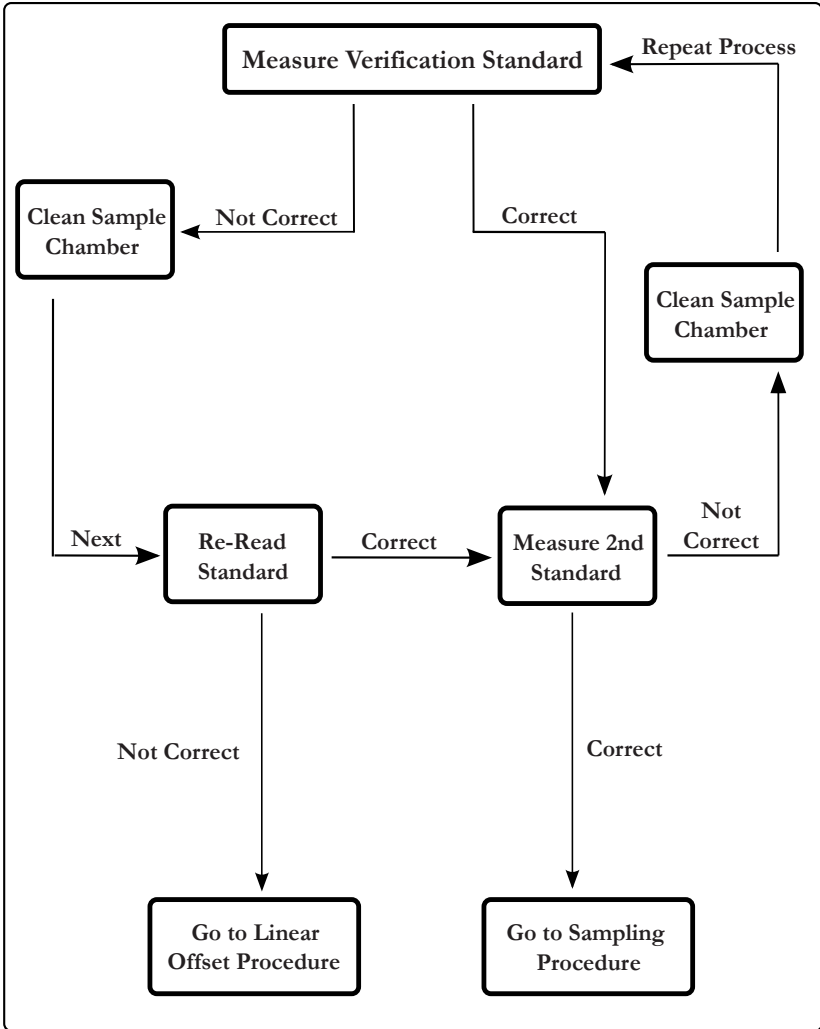 Measure Verification Standard
Repeat Process
Clean Sample
Chamber
Not Correct
Correct
Clean Sample
Chamber
Next
Re-Read
Standard
Correct
Measure 2nd
Standard
Not
Correct
Not Correct
Correct
Go to Linear
Offset Procedure
Go to Sampling
Procedure